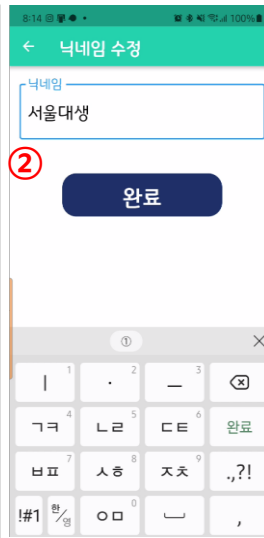 8:14 100%
닉네임 수정
닉네임
서울대생
②
완료
①
ㅣ 1 · 2 ㅡ 3
ㄱㅋ 4 ㄴㄹ 5 ㄷㅌ 6 완료
ㅂㅍ 7 ㅅㅎ 8 ㅈㅊ 9 .,?!
!#1 한/영 ㅇㅁ 0 ,